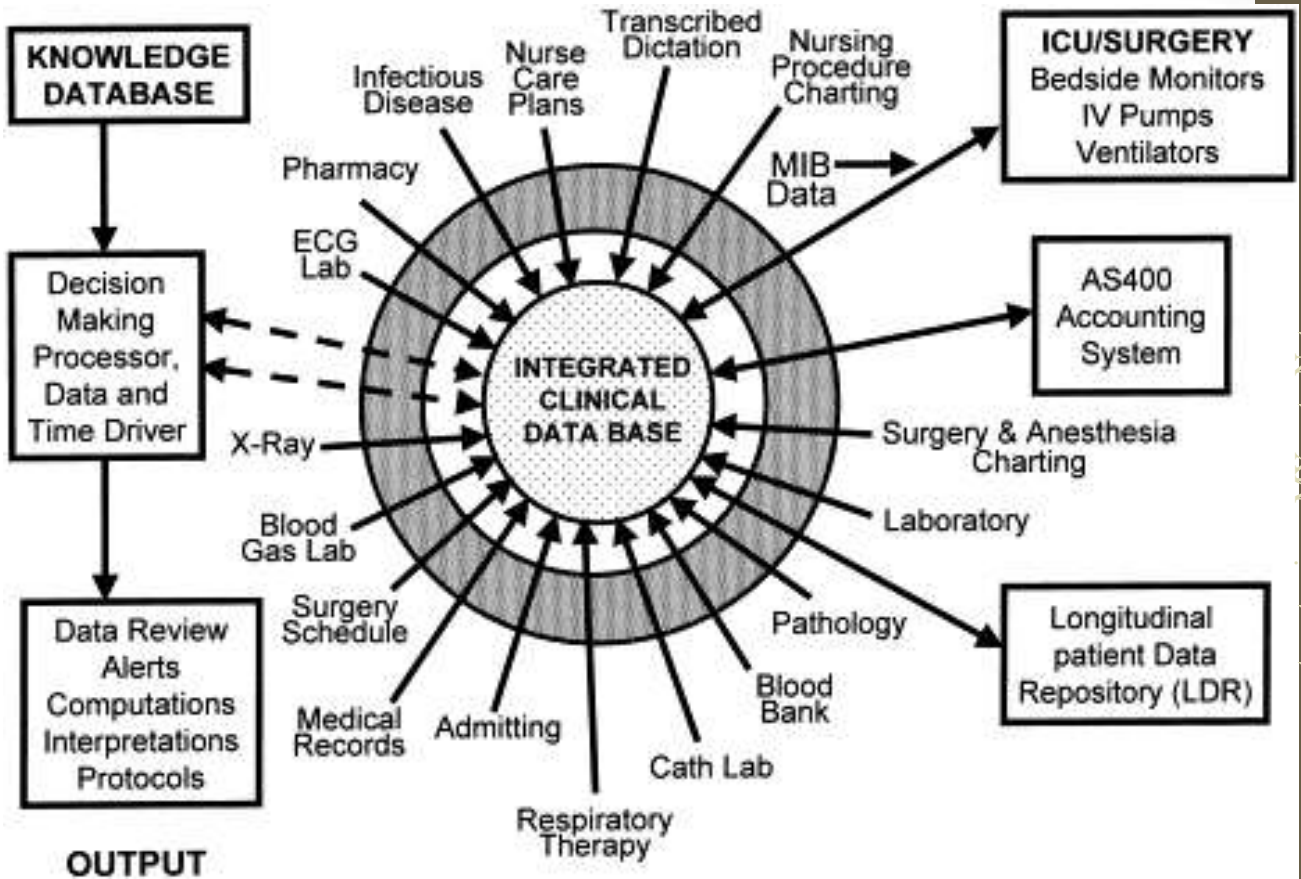 KNOWLEDGE
DATABASE
Decision
Making
Processor,
Data and
Time Driver
Data Review
Alerts
Computations
Interpretations
Protocols
OUTPUT
Pharmacy
ECG
Lab
Infectious
Disease
Nurse
Care
Plans
Transcribed
Dictation
Nursing
Procedure
Charting
MIB
Data
INTEGRATED
CLINICAL
DATA BASE
X-Ray
Blood
Gas Lab
Surgery
Schedule
Medical
Records
Admitting
Respiratory
Therapy
Cath Lab
Blood
Bank
Pathology
Laboratory
Surgery & Anesthesia
Charting
ICU/SURGERY
Bedside Monitors
IV Pumps
Ventilators
AS400
Accounting
System
Longitudinal
patient Data
Repository (LDR)